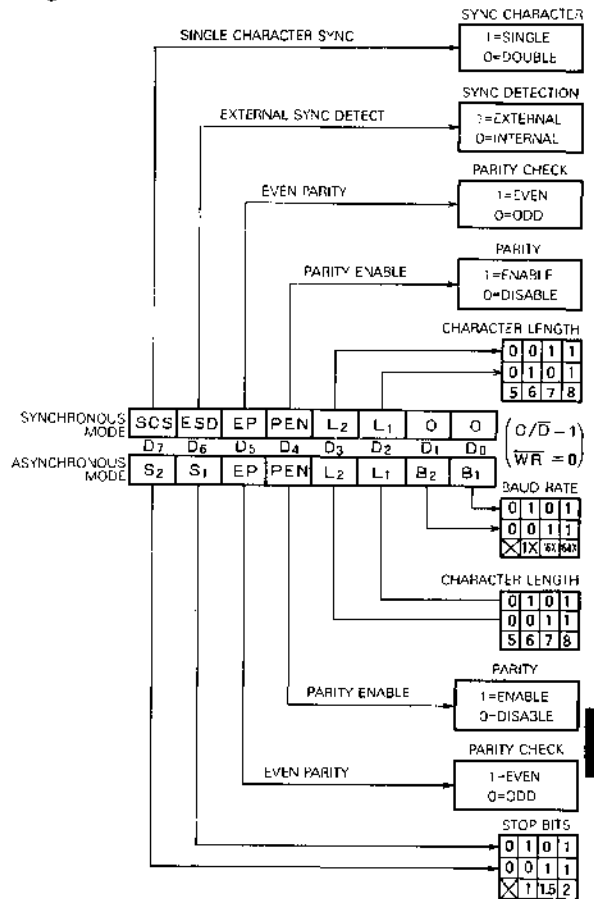 SYNC CHARACTER
SINGLE CHARACTER SYNC
1=SINGLE
0=DOUBLE
SYNC DETECTION
EXTERNAL SYNC DETECT
1=EXTERNAL
0=INTERNAL
PARITY CHECK
EVEN PARITY
1=EVEN
0=ODD
PARITY
PARITY ENABLE
1=ENABLE
0=DISABLE
CHARACTER LENGTH
0 0 1 1
0 1 0 1
5 6 7 8
SYNCHRONOUS MODE
SCS ESD EP PEN L2 L1 0 0
(C/D̅ = 1)
D7 D6 D5 D4 D3 D2 D1 D0
(W̅R̅ = 0)
ASYNCHRONOUS MODE
S2 S1 EP PEN L2 L1 B2 B1
BAUD RATE
0 1 0 1
0 0 1 1
X 1X 16X 64X
CHARACTER LENGTH
0 1 0 1
0 0 1 1
5 6 7 8
PARITY
PARITY ENABLE
1=ENABLE
0=DISABLE
PARITY CHECK
EVEN PARITY
1=EVEN
0=ODD
STOP BITS
0 1 0 1
0 0 1 1
X 1 1.5 2